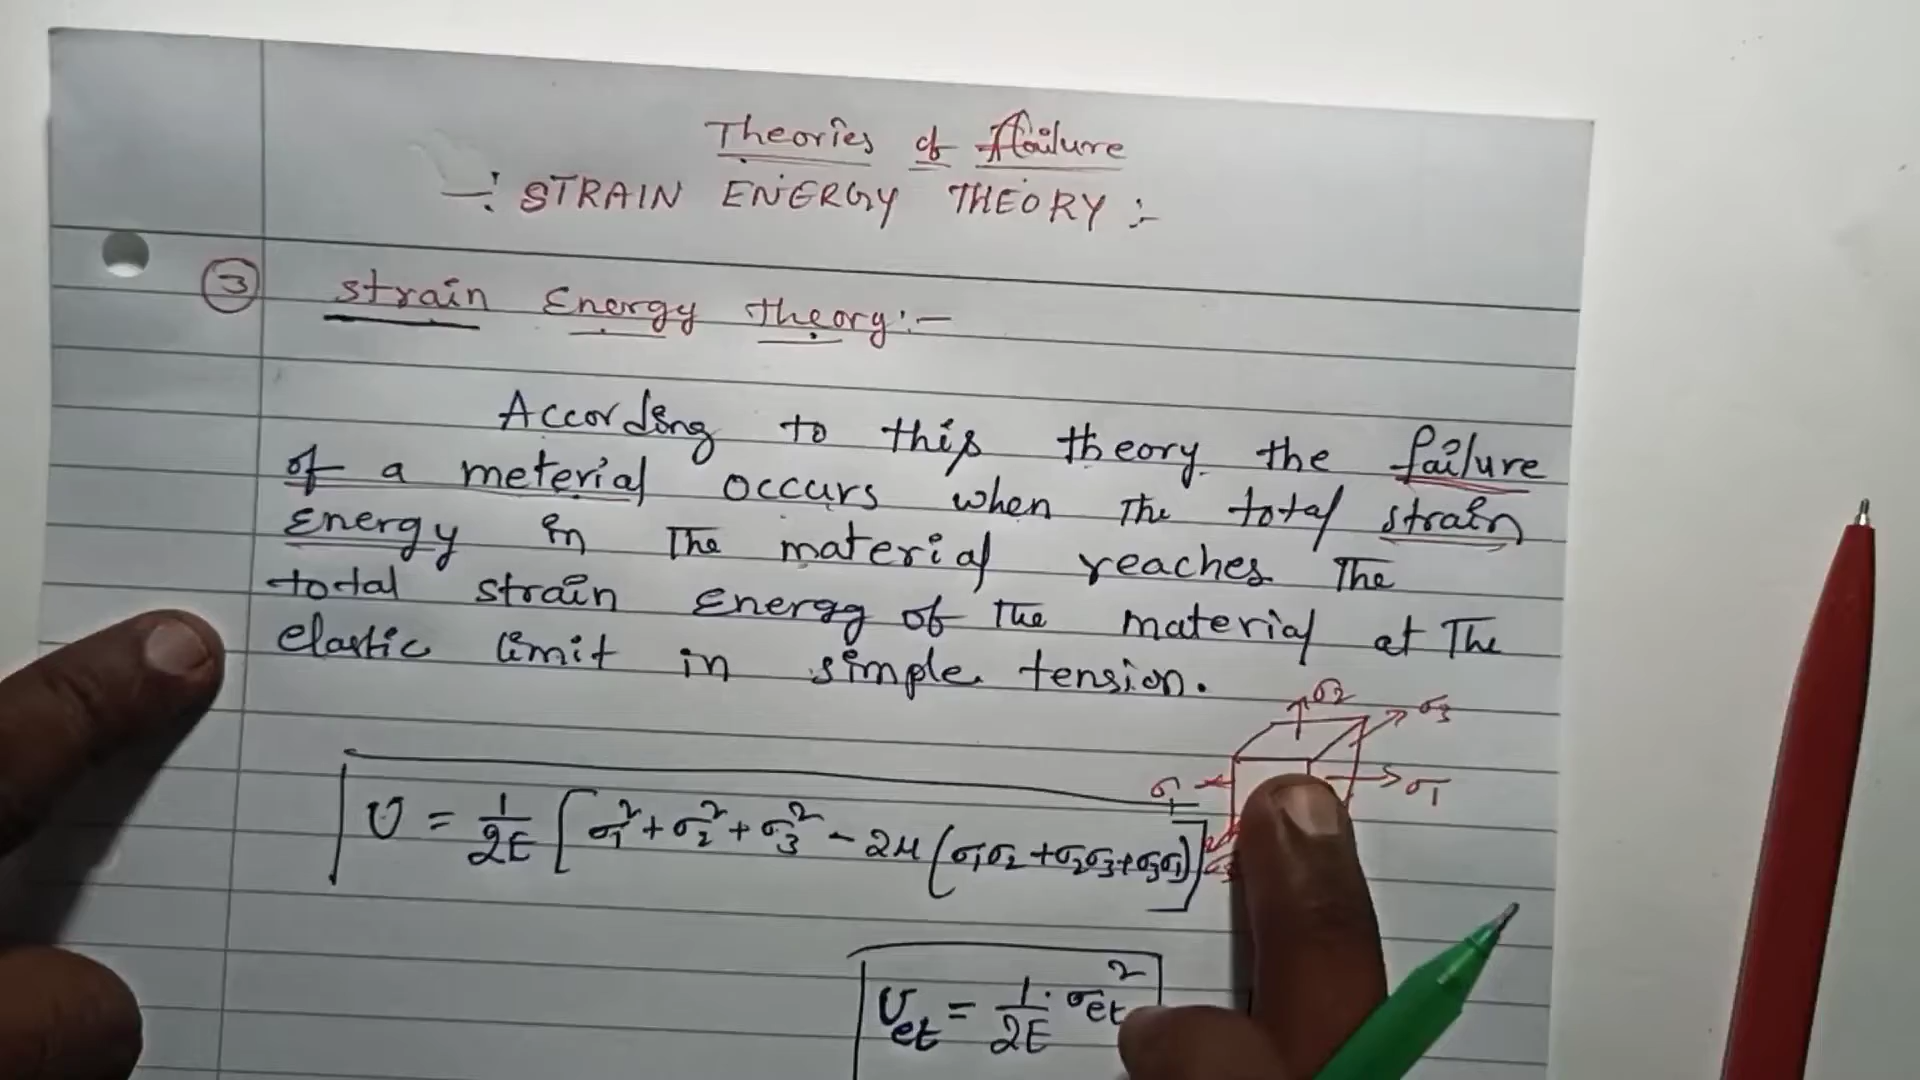 Theories of failure
-: STRAIN ENERGY THEORY :-
3 strain Energy theory:-
According to this theory the failure
of a meterial occurs when The total strain
Energy in The material reaches The
total strain Energy of The material at The
elastic limit in simple tension.
σ2
σ3
σ1 σ1
U = 1/2E [σ1² + σ2² + σ3² - 2μ (σ1σ2 + σ2σ3 + σ3σ1)]
Uet = 1/2E · σet²